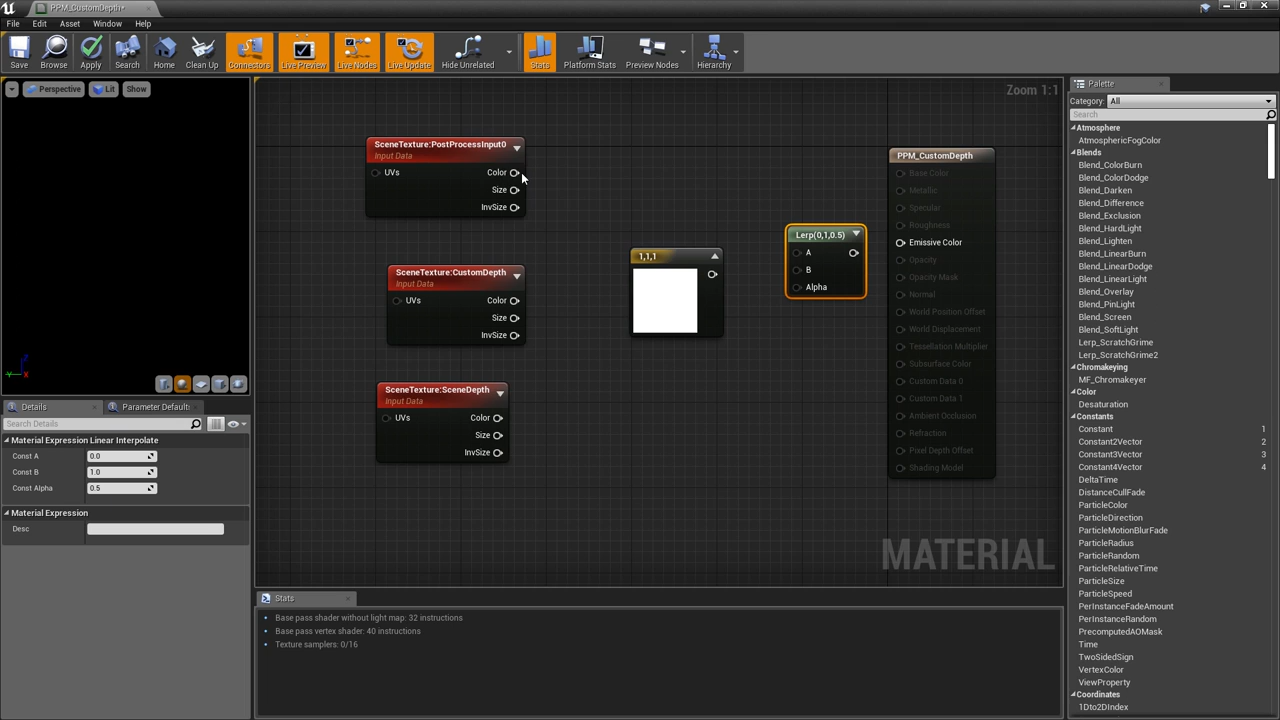 PPM_CustomDepth*
File Edit Asset Window Help
Save Browse Apply Search Home Clean Up Connectors Live Preview Live Nodes Live Update Hide Unrelated Stats Platform Stats Preview Nodes Hierarchy
Perspective Lit Show
Z
Y
X
Details
Parameter Default:
Search Details
Material Expression Linear Interpolate
Const A 0.0
Const B 1.0
Const Alpha 0.5
Material Expression
Desc
Zoom 1:1
SceneTexture:PostProcessInput0
Input Data
UVs Color
Size
InvSize
SceneTexture:CustomDepth
Input Data
UVs Color
Size
InvSize
SceneTexture:SceneDepth
Input Data
UVs Color
Size
InvSize
1,1,1
Lerp(0,1,0.5)
A
B
Alpha
PPM_CustomDepth
Base Color
Metallic
Specular
Roughness
Emissive Color
Opacity
Opacity Mask
Normal
World Position Offset
World Displacement
Tessellation Multiplier
Subsurface Color
Custom Data 0
Custom Data 1
Ambient Occlusion
Refraction
Pixel Depth Offset
Shading Model
MATERIAL
Stats
Base pass shader without light map: 32 instructions
Base pass vertex shader: 40 instructions
Texture samplers: 0/16
Palette
Category: All
Search
Atmosphere
AtmosphericFogColor
Blends
Blend_ColorBurn
Blend_ColorDodge
Blend_Darken
Blend_Difference
Blend_Exclusion
Blend_HardLight
Blend_Lighten
Blend_LinearBurn
Blend_LinearDodge
Blend_LinearLight
Blend_Overlay
Blend_PinLight
Blend_Screen
Blend_SoftLight
Lerp_ScratchGrime
Lerp_ScratchGrime2
Chromakeying
MF_Chromakeyer
Color
Desaturation
Constants
Constant 1
Constant2Vector 2
Constant3Vector 3
Constant4Vector 4
DeltaTime
DistanceCullFade
ParticleColor
ParticleDirection
ParticleMotionBlurFade
ParticleRadius
ParticleRandom
ParticleRelativeTime
ParticleSize
ParticleSpeed
PerInstanceFadeAmount
PerInstanceRandom
PrecomputedAOMask
Time
TwoSidedSign
VertexColor
ViewProperty
Coordinates
1Dto2DIndex